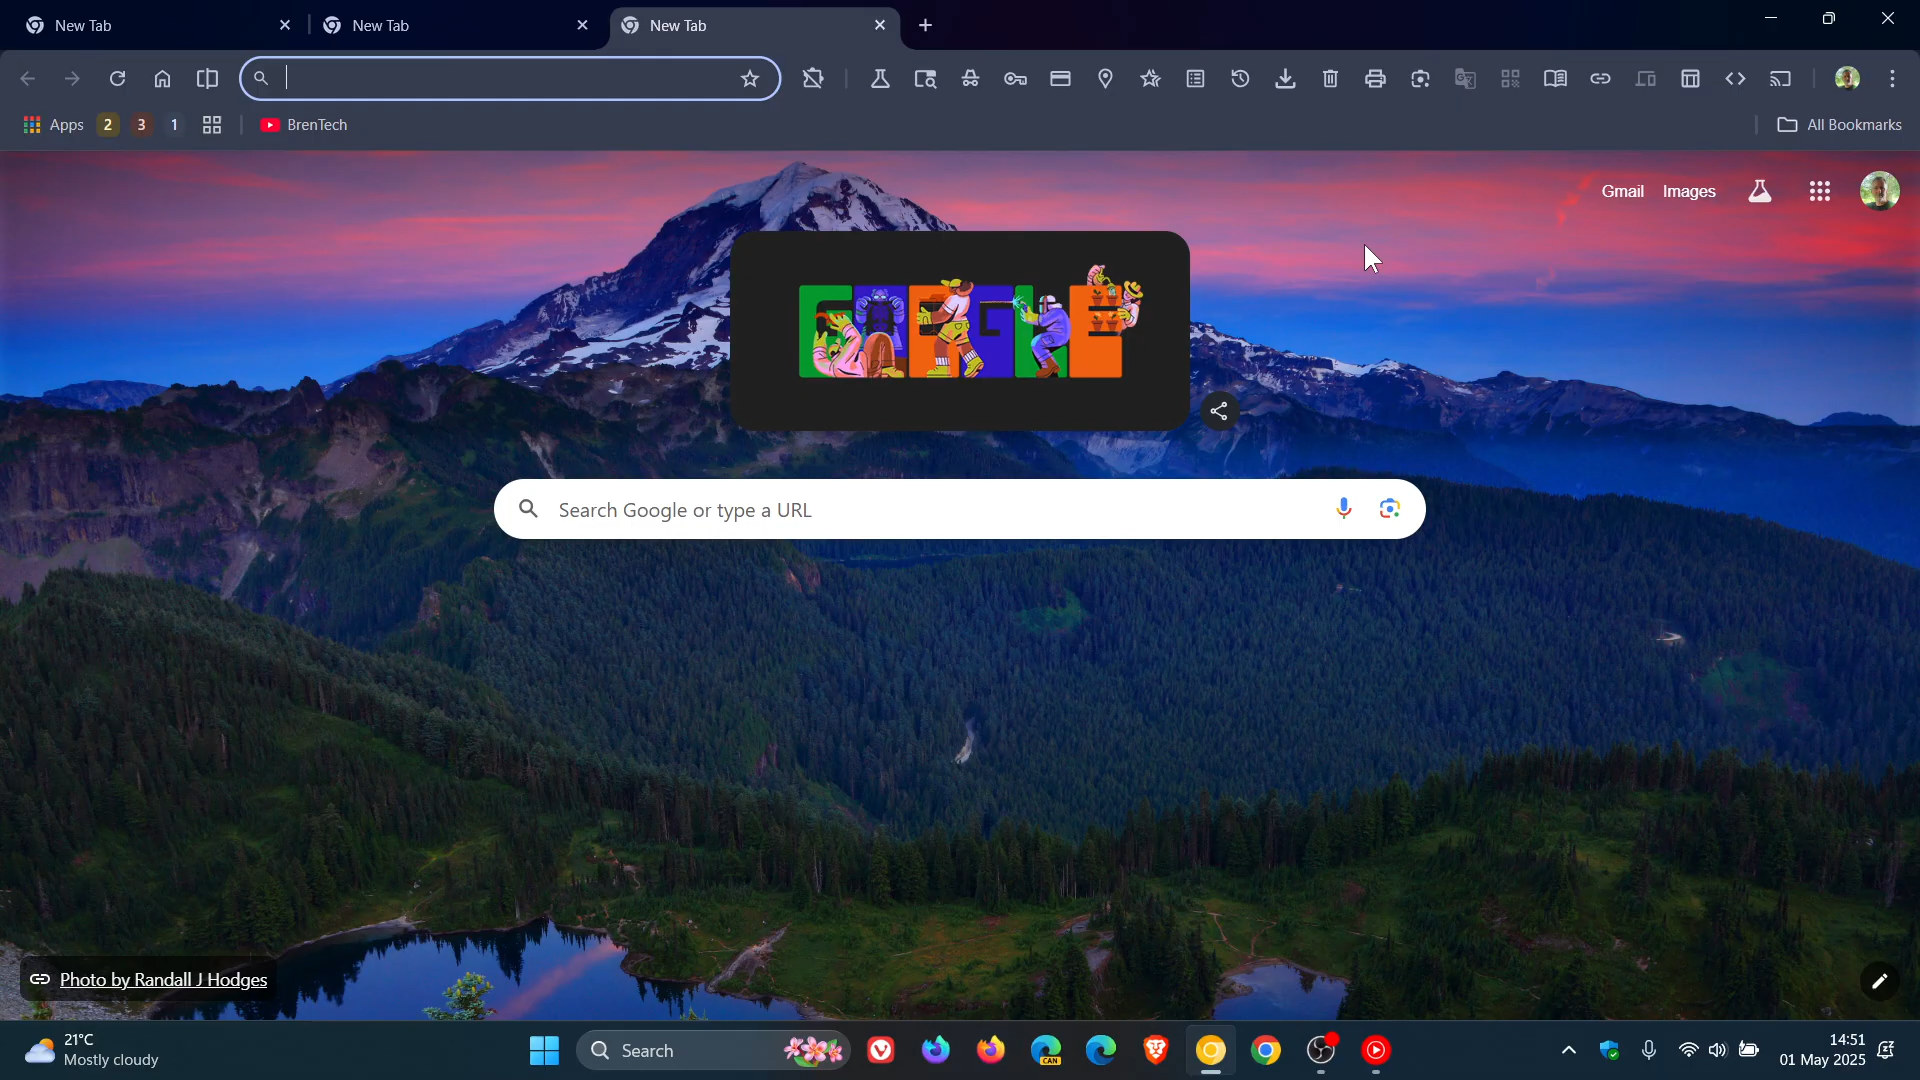 New Tab
New Tab
New Tab
Apps
2
3
1
BrenTech
All Bookmarks
Gmail
Images
Search Google or type a URL
Photo by Randall J Hodges
21°C
Mostly cloudy
Search
CAN
14:51
01 May 2025